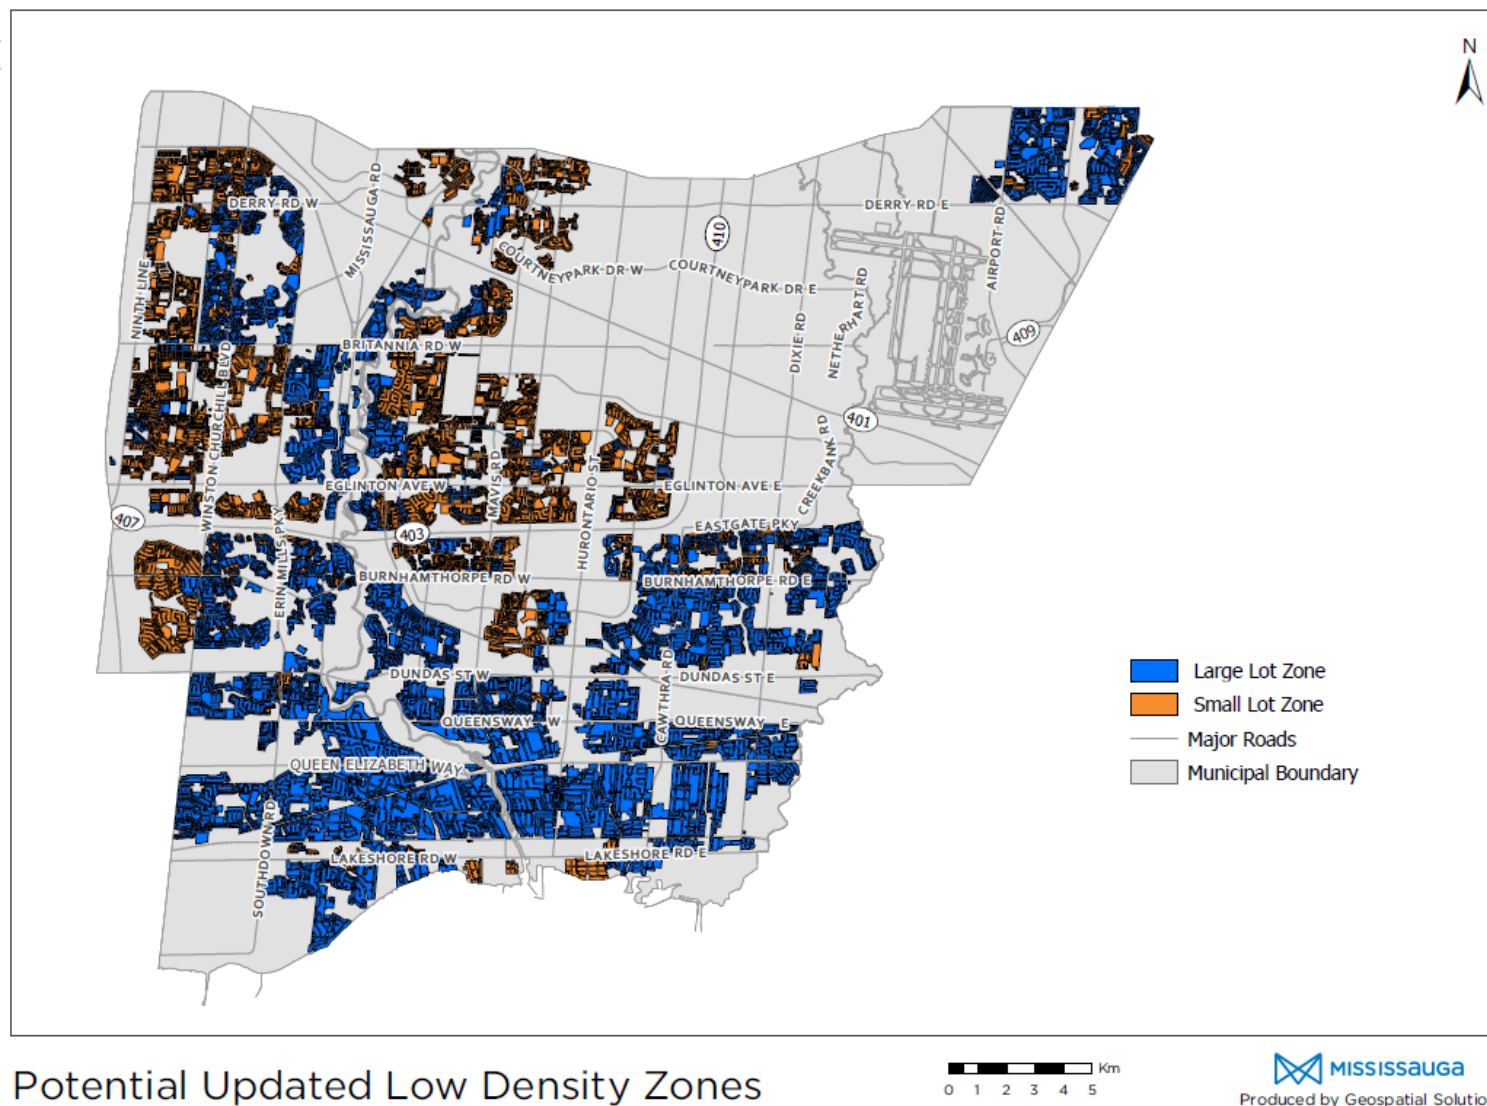 N
DERRY RD W
MISSISSAUGA RD
DERRY RD E
410
COURTNEYPARK DR W
COURTNEYPARK DR E
AIRPORT RD
NINTH LINE
NETHERHART RD
DIXIE RD
409
BRITANNIA RD W
WINSTON CHURCHILL BLVD
401
CREEKBANK RD
MAVIS RD
HURONTARIO ST
EGLINTON AVE W
EGLINTON AVE E
407
403
EASTGATE PKY
ERIN MILLS PKY
BURNHAMTHORPE RD W
BURNHAMTHORPE RD E
DUNDAS ST W
DUNDAS ST E
CAWTHRA RD
QUEENSWAY W
QUEENSWAY E
QUEEN ELIZABETH WAY
SOUTHDOWN RD
LAKESHORE RD W
LAKESHORE RD E
Large Lot Zone
Small Lot Zone
Major Roads
Municipal Boundary
Potential Updated Low Density Zones
Km
0 1 2 3 4 5
MISSISSAUGA
Produced by Geospatial Solutio